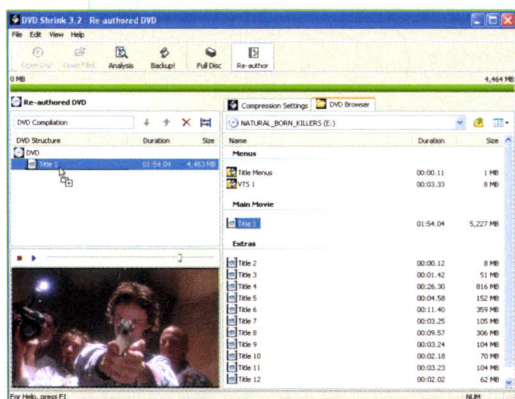 DVD Shrink 3.2 - Re-authored DVD
File Edit View Help
Open Disc Open Files Analysis Backup! Full Disc Re-author
0 MB 4,464 MB
Re-authored DVD
Compression Settings DVD Browser
DVD Compilation
NATURAL_BORN_KILLERS (E:)
DVD Structure Duration Size
DVD
Title 1 01:54.04 4,463 MB
Name Duration Size
Menus
Title Menus 00:00.11 1 MB
VTS 1 00:03.33 8 MB
Main Movie
Title 1 01:54.04 5,227 MB
Extras
Title 2 00:00.12 8 MB
Title 3 00:01.42 51 MB
Title 4 00:26.30 816 MB
Title 5 00:04.58 152 MB
Title 6 00:11.40 359 MB
Title 7 00:03.25 105 MB
Title 8 00:09.57 306 MB
Title 9 00:03.24 104 MB
Title 10 00:02.18 70 MB
Title 11 00:03.23 104 MB
Title 12 00:02.02 62 MB
For Help, press F1 NUM